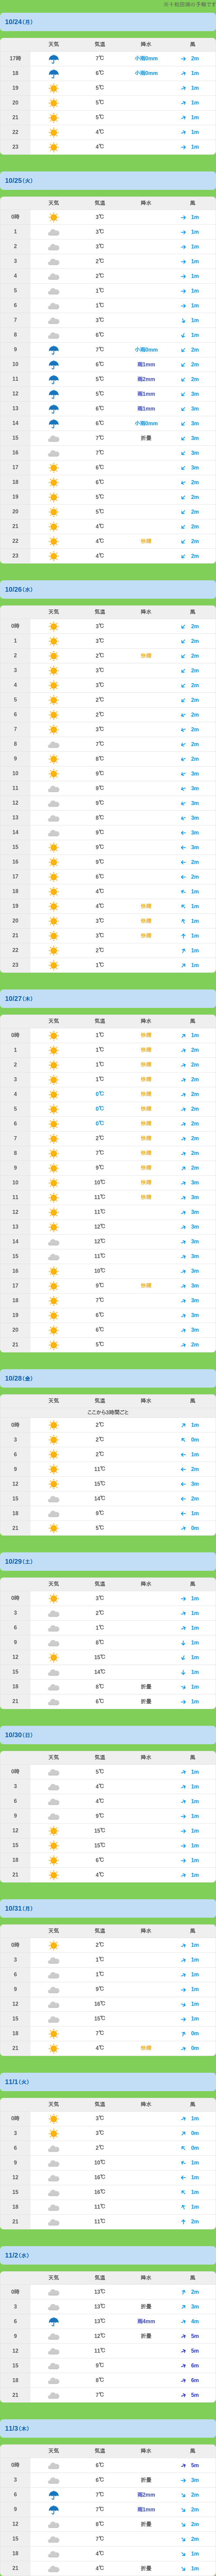 ※十和田湖の予報です
10/24(月)
天気 気温 降水 風
17時 7℃ 小雨0mm 2m
18 6℃ 小雨0mm 1m
19 5℃ 1m
20 5℃ 1m
21 5℃ 1m
22 4℃ 1m
23 4℃ 1m
10/25(火)
天気 気温 降水 風
0時 3℃ 1m
1 3℃ 1m
2 3℃ 1m
3 2℃ 1m
4 2℃ 1m
5 1℃ 1m
6 1℃ 1m
7 3℃ 1m
8 6℃ 1m
9 7℃ 小雨0mm 2m
10 6℃ 雨1mm 2m
11 5℃ 雨2mm 2m
12 5℃ 雨1mm 3m
13 6℃ 雨1mm 3m
14 6℃ 小雨0mm 3m
15 7℃ 折畳 3m
16 7℃ 3m
17 6℃ 3m
18 6℃ 2m
19 5℃ 2m
20 5℃ 2m
21 4℃ 2m
22 4℃ 快晴 2m
23 4℃ 2m
10/26(水)
天気 気温 降水 風
0時 3℃ 2m
1 3℃ 2m
2 2℃ 快晴 2m
3 3℃ 2m
4 3℃ 2m
5 2℃ 2m
6 2℃ 2m
7 3℃ 2m
8 7℃ 2m
9 8℃ 2m
10 9℃ 3m
11 9℃ 3m
12 9℃ 3m
13 8℃ 3m
14 9℃ 3m
15 9℃ 3m
16 9℃ 2m
17 6℃ 2m
18 4℃ 1m
19 4℃ 快晴 1m
20 3℃ 快晴 1m
21 3℃ 快晴 1m
22 2℃ 1m
23 1℃ 1m
10/27(木)
天気 気温 降水 風
0時 1℃ 快晴 1m
1 1℃ 快晴 2m
2 1℃ 快晴 2m
3 1℃ 快晴 2m
4 0℃ 快晴 2m
5 0℃ 快晴 2m
6 0℃ 快晴 2m
7 2℃ 快晴 2m
8 7℃ 快晴 2m
9 9℃ 快晴 2m
10 10℃ 快晴 3m
11 11℃ 快晴 3m
12 11℃ 3m
13 12℃ 3m
14 12℃ 3m
15 11℃ 3m
16 10℃ 3m
17 9℃ 快晴 3m
18 7℃ 3m
19 6℃ 3m
20 6℃ 3m
21 5℃ 2m
10/28(金)
天気 気温 降水 風
ここから3時間ごと
0時 2℃ 1m
3 2℃ 0m
6 2℃ 1m
9 11℃ 2m
12 15℃ 3m
15 14℃ 2m
18 9℃ 1m
21 5℃ 0m
10/29(土)
天気 気温 降水 風
0時 3℃ 1m
3 2℃ 1m
6 1℃ 1m
9 8℃ 1m
12 15℃ 1m
15 14℃ 1m
18 8℃ 折畳 1m
21 6℃ 折畳 1m
10/30(日)
天気 気温 降水 風
0時 5℃ 1m
3 4℃ 1m
6 4℃ 1m
9 9℃ 1m
12 15℃ 1m
15 15℃ 1m
18 6℃ 1m
21 4℃ 1m
10/31(月)
天気 気温 降水 風
0時 2℃ 1m
3 1℃ 1m
6 1℃ 1m
9 9℃ 1m
12 16℃ 1m
15 15℃ 1m
18 7℃ 0m
21 4℃ 快晴 0m
11/1(火)
天気 気温 降水 風
0時 3℃ 1m
3 3℃ 0m
6 2℃ 0m
9 10℃ 1m
12 16℃ 1m
15 16℃ 1m
18 11℃ 1m
21 11℃ 2m
11/2(水)
天気 気温 降水 風
0時 13℃ 2m
3 13℃ 折畳 3m
6 13℃ 雨4mm 4m
9 12℃ 折畳 5m
12 11℃ 5m
15 9℃ 6m
18 8℃ 6m
21 7℃ 5m
11/3(木)
天気 気温 降水 風
0時 6℃ 5m
3 6℃ 折畳 3m
6 7℃ 雨2mm 2m
9 7℃ 雨1mm 2m
12 8℃ 折畳 2m
15 7℃ 2m
18 4℃ 1m
21 4℃ 折畳 1m